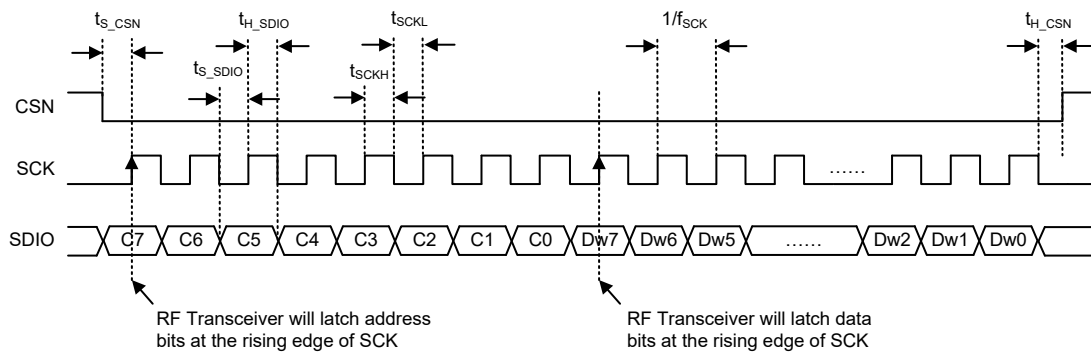 tS_CSN tH_SDIO tSCKL 1/fSCK tH_CSN
tS_SDIO tSCKH
CSN
SCK ......
SDIO C7 C6 C5 C4 C3 C2 C1 C0 Dw7 Dw6 Dw5 ...... Dw2 Dw1 Dw0
RF Transceiver will latch address
bits at the rising edge of SCK
RF Transceiver will latch data
bits at the rising edge of SCK